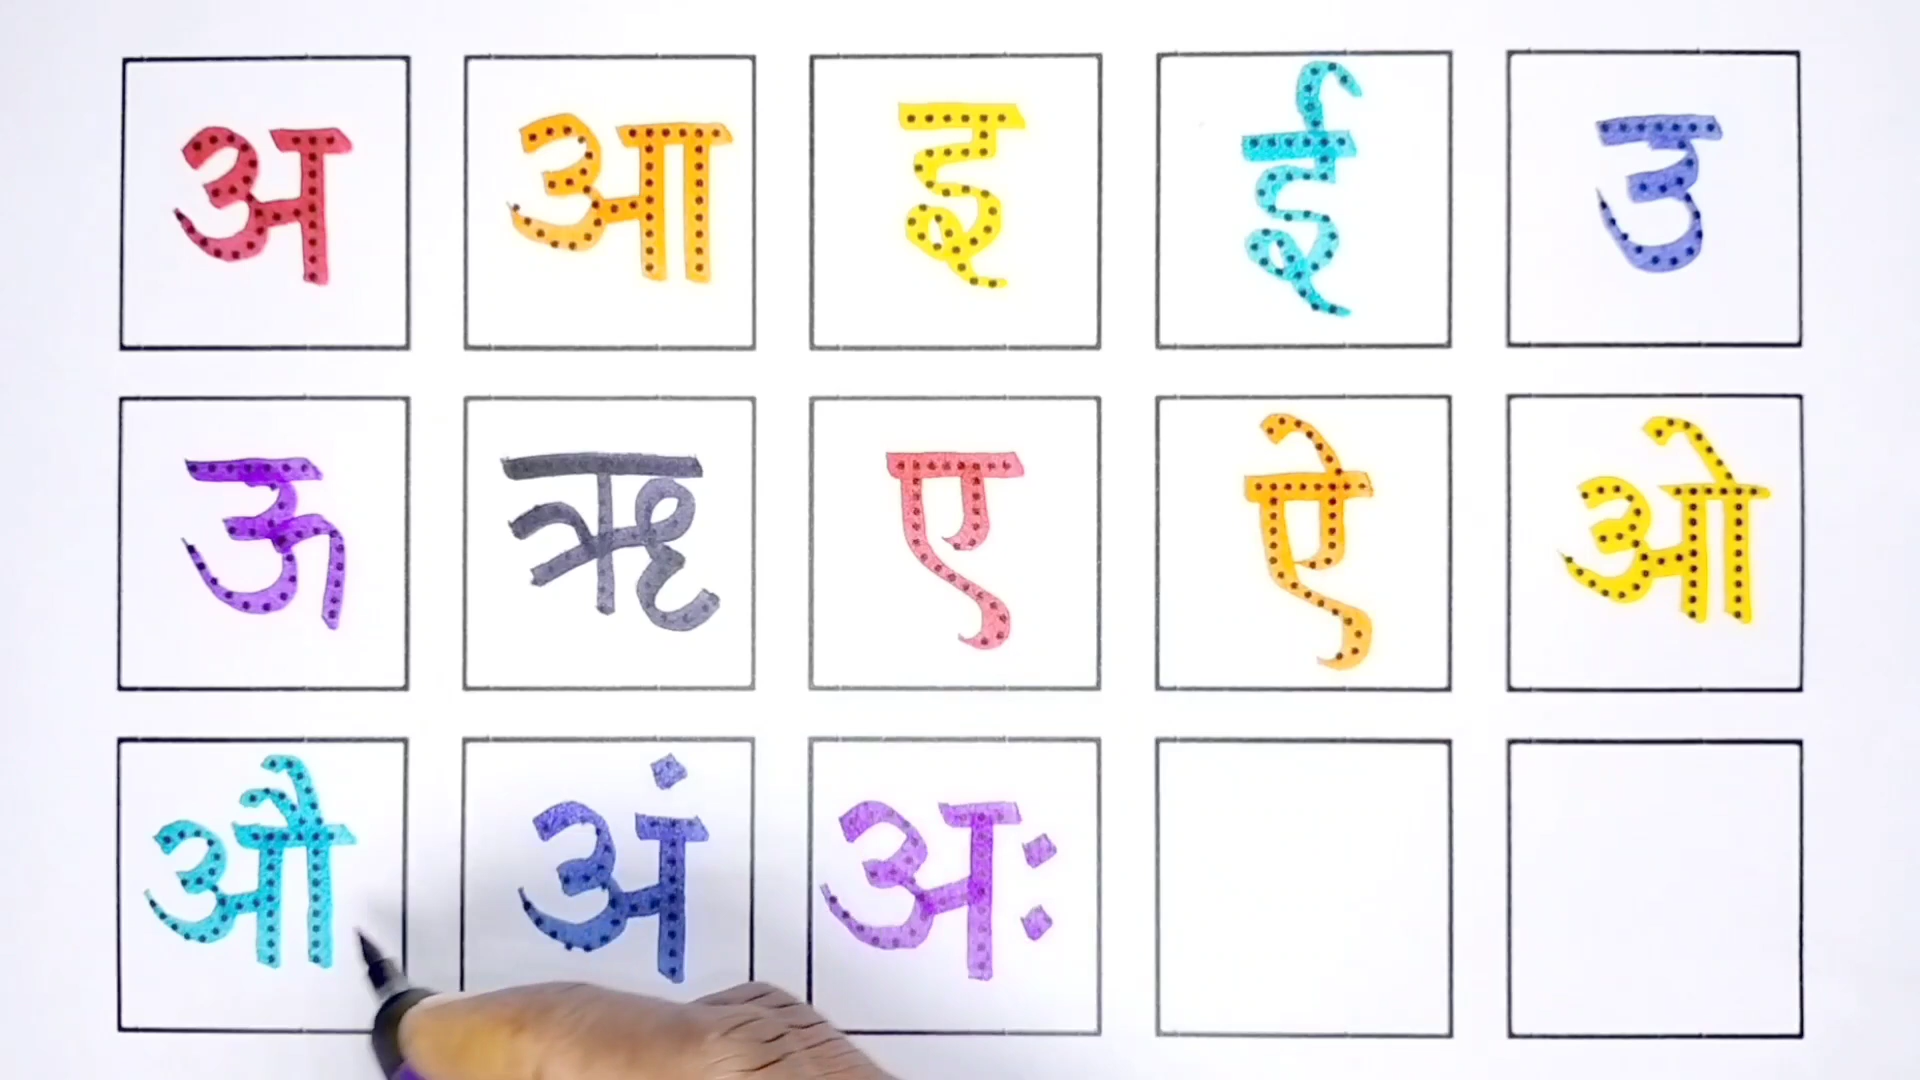 अ आ इ ई उ
ऊ ऋ ए ऐ ओ
औ अं अः